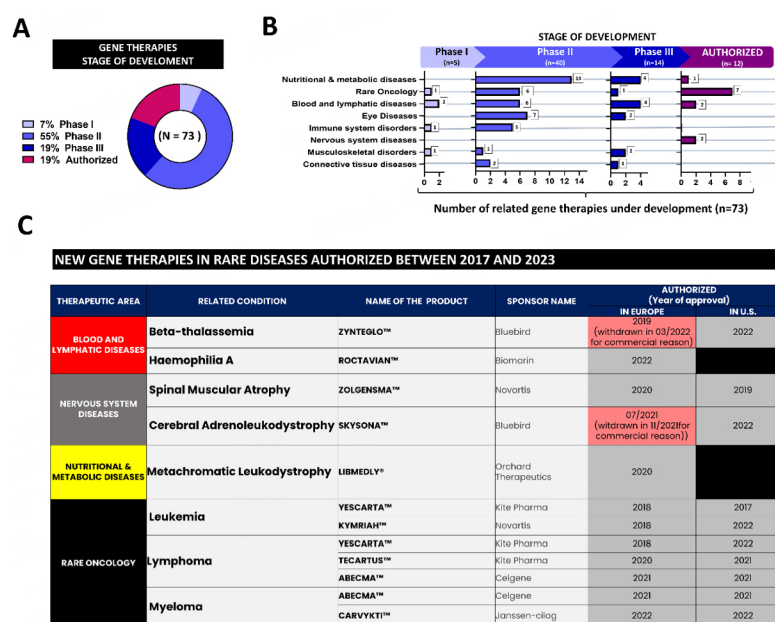 A
GENE THERAPIES
STAGE OF DEVELOMENT
(N = 73 )
7% Phase I
55% Phase II
19% Phase III
19% Authorized
B
STAGE OF DEVELOPMENT
Phase I
(n=5)
Phase II
(n=40)
Phase III
(n=14)
AUTHORIZED
(n= 12)
Nutritional & metabolic diseases 13 4 1
Rare Oncology 1 6 1 7
Blood and lymphatic diseases 2 6 4 2
Eye Diseases 7 2
Immune system disorders 1 5
Nervous system diseases 2
Musculoskeletal disorders 1 1 2
Connective tissue diseases 2 1
0 2 0 2 4 6 8 10 12 14 0 2 4 0 2 4 6 8
Number of related gene therapies under development (n=73)
C
NEW GENE THERAPIES IN RARE DISEASES AUTHORIZED BETWEEN 2017 AND 2023
THERAPEUTIC AREA RELATED CONDITION NAME OF THE PRODUCT SPONSOR NAME AUTHORIZED
(Year of approval)
IN EUROPE IN U.S.
BLOOD AND
LYMPHATIC DISEASES
Beta-thalassemia ZYNTEGLO™ Bluebird 2019
(withdrawn in 03/2022
for commercial reason)
2022
Haemophilia A ROCTAVIAN™ Biomarin 2022
NERVOUS SYSTEM
DISEASES
Spinal Muscular Atrophy ZOLGENSMA™ Novartis 2020 2019
Cerebral Adrenoleukodystrophy SKYSONA™ Bluebird 07/2021
(witdrawn in 11/2021for
commercial reason))
2022
NUTRITIONAL &
METABOLIC DISEASES
Metachromatic Leukodystrophy LIBMEDLY® Orchard
Therapeutics
2020
RARE ONCOLOGY
Leukemia
YESCARTA™ Kite Pharma 2018 2017
KYMRIAH™ Novartis 2018 2022
Lymphoma
YESCARTA™ Kite Pharma 2018 2022
TECARTUS™ Kite Pharma 2020 2021
ABECMA™ Celgene 2021 2021
Myeloma
ABECMA™ Celgene 2021 2021
CARVYKTI™ Janssen-cilag 2022 2022